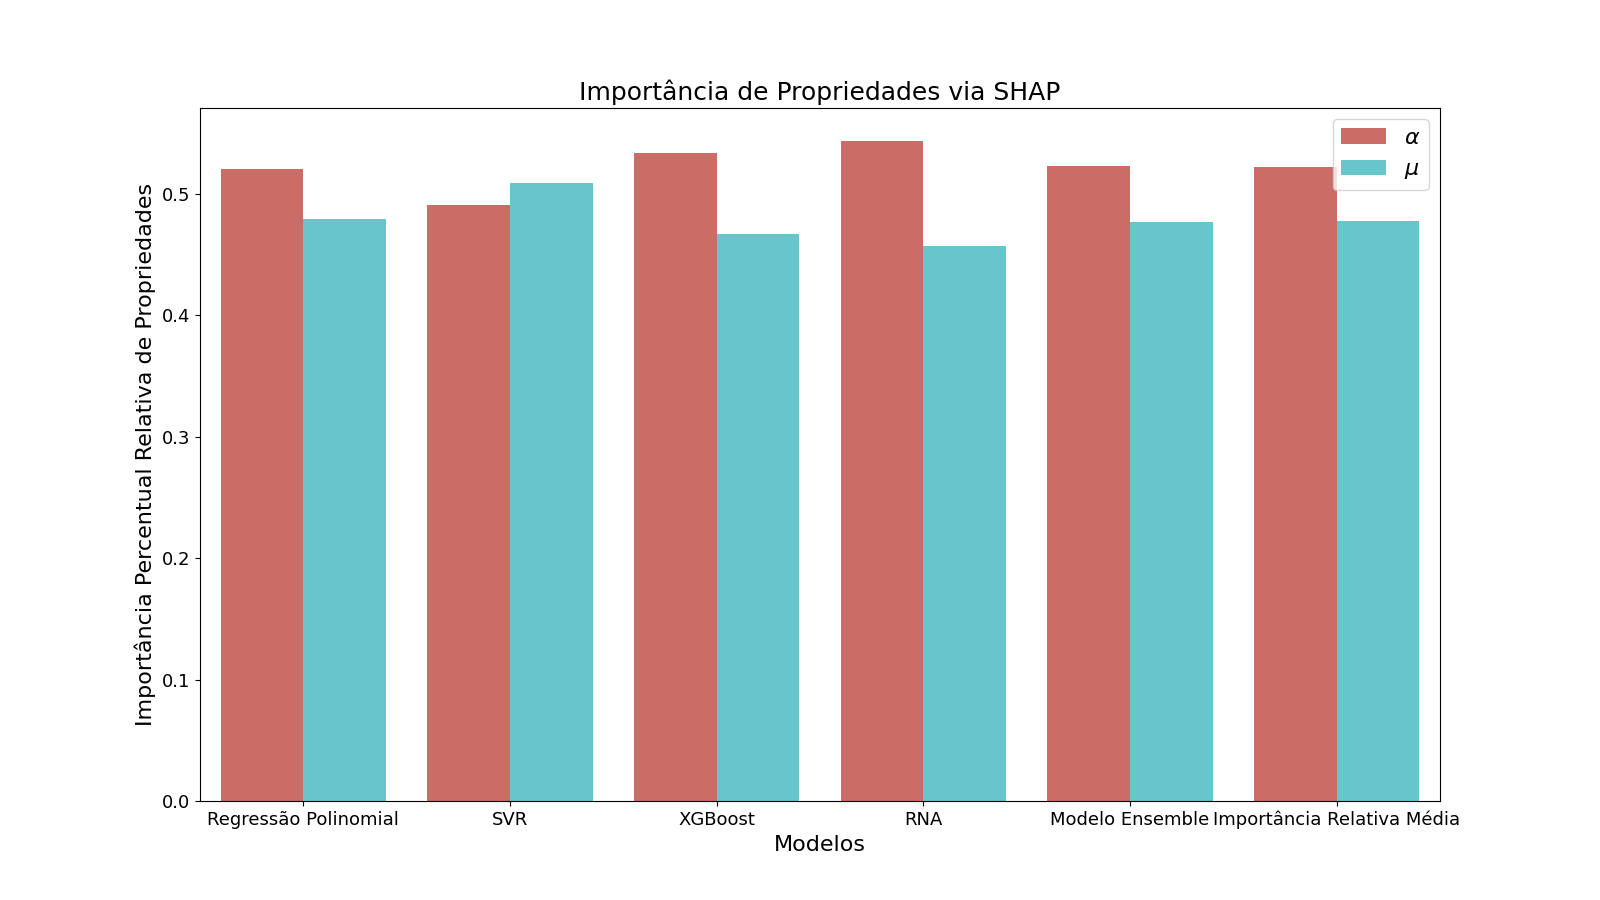 Importância de Propriedades via SHAP
α
μ
Importância Percentual Relativa de Propriedades
0.5
0.4
0.3
0.2
0.1
0.0
Regressão Polinomial SVR XGBoost RNA Modelo Ensemble Importância Relativa Média
Modelos